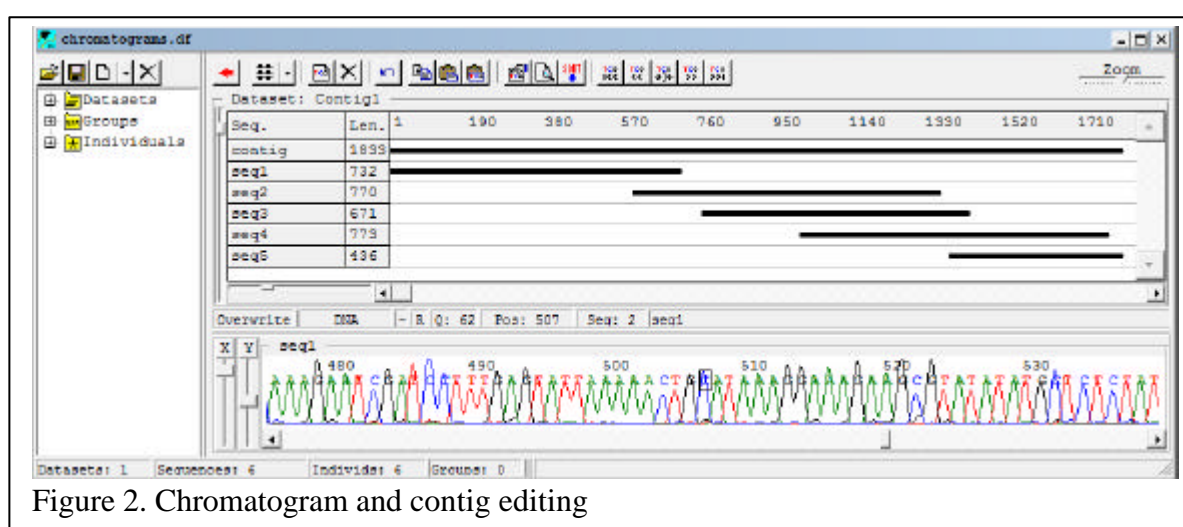 chromatograms.df
Zoom
Datasets
Groups
Individuals
Dataset: Contig1
Seq. Len. 1 190 380 570 760 950 1140 1330 1520 1710
contig 1833
seq1 732
seq2 770
seq3 671
seq4 773
seq5 436
Overwrite DNA - R Q: 62 Pos: 507 Seq: 2 seq1
X Y seq1
480 490 500 510 520 530
Datasets: 1 Sequences: 6 Individs: 6 Groups: 0
Figure 2. Chromatogram and contig editing